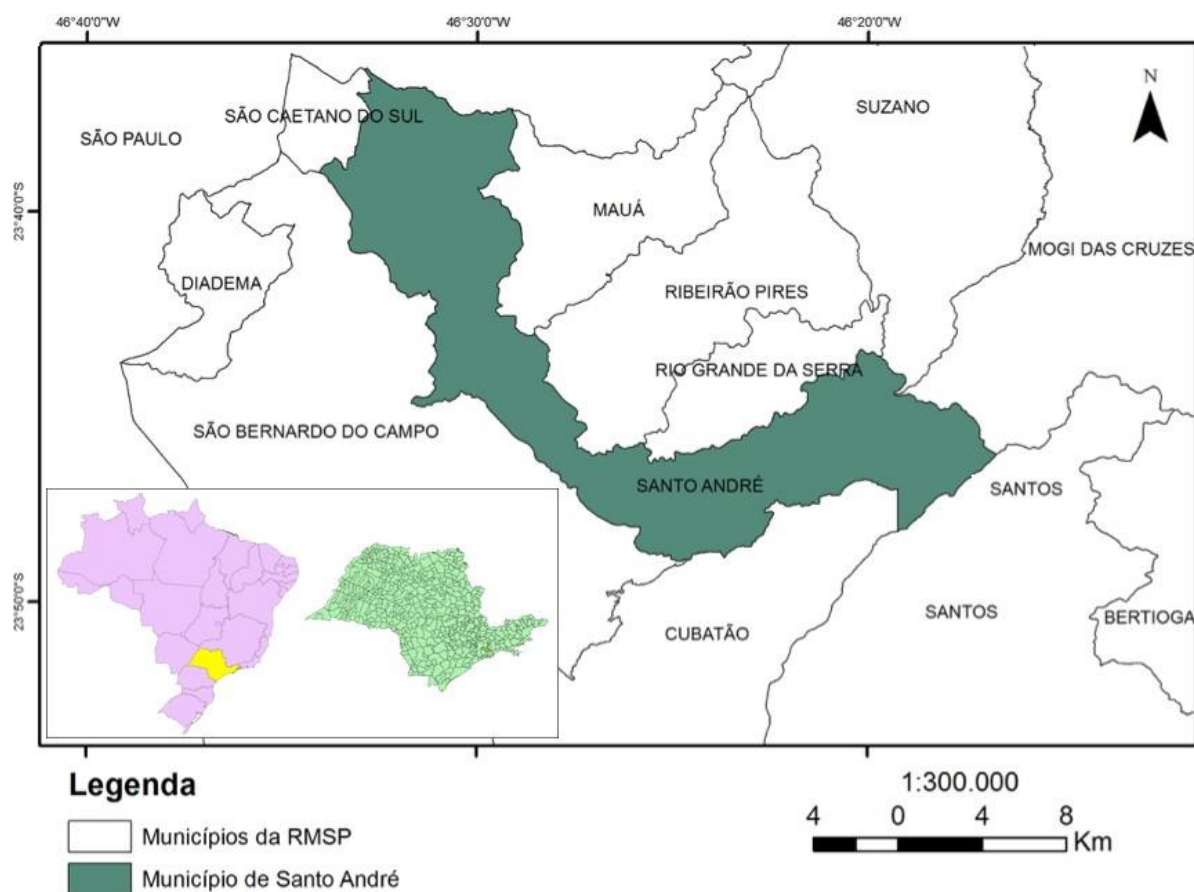 46°40'0"W
46°30'0"W
46°20'0"W
N
SUZANO
SÃO CAETANO DO SUL
SÃO PAULO
23°40'0"S
MAUÁ
MOGI DAS CRUZES
DIADEMA
RIBEIRÃO PIRES
RIO GRANDE DA SERRA
SÃO BERNARDO DO CAMPO
SANTO ANDRÉ
SANTOS
23°50'0"S
SANTOS
BERTIOGA
CUBATÃO
Legenda
Municípios da RMSP
Município de Santo André
1:300.000
4 0 4 8
Km